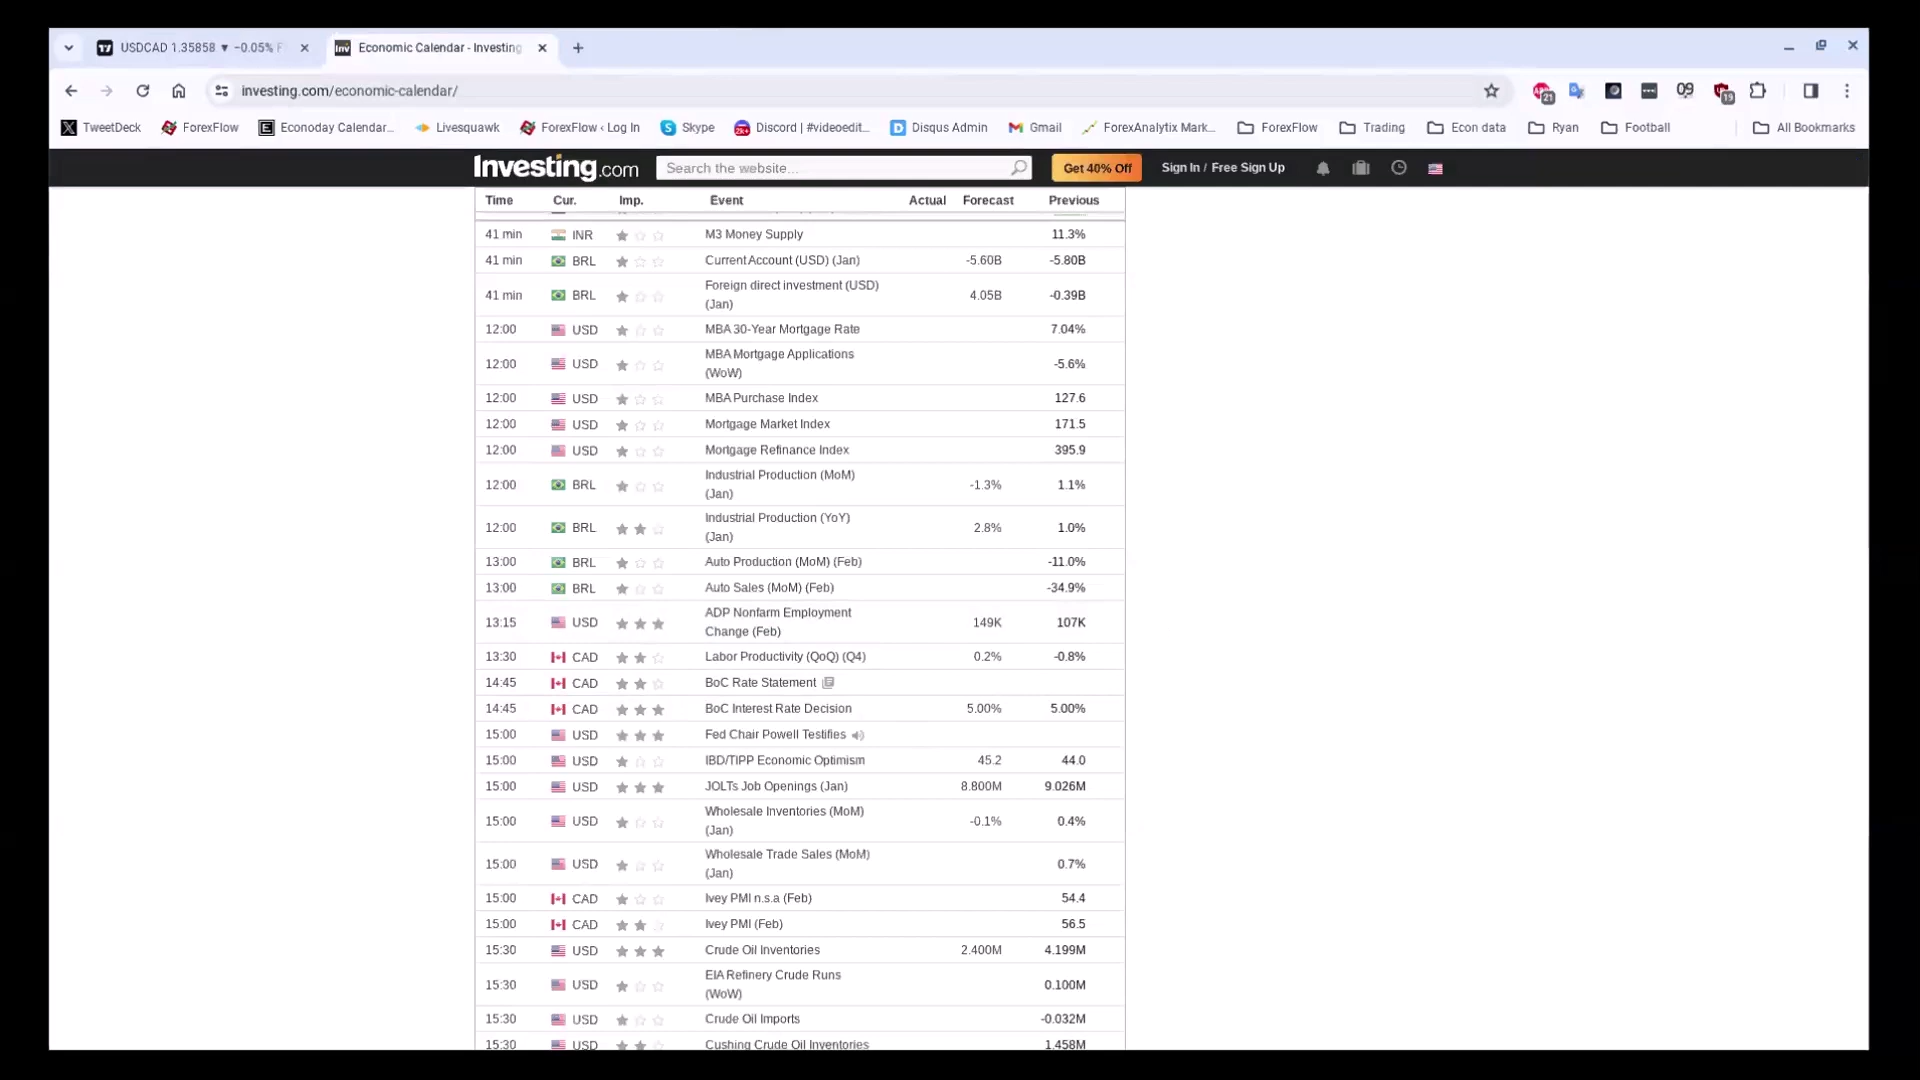 USDCAD 1.35858 ▼ −0.05% F
Economic Calendar - Investing
investing.com/economic-calendar/
21
09
19
TweetDeck ForexFlow Econoday Calendar... Livesquawk ForexFlow ‹ Log In Skype Discord | #videoedit... Disqus Admin Gmail ForexAnalytix Mark... ForexFlow Trading Econ data Ryan Football All Bookmarks
Investing.com Search the website... Get 40% Off Sign In / Free Sign Up
Time Cur. Imp. Event Actual Forecast Previous
41 min INR M3 Money Supply 11.3%
41 min BRL Current Account (USD) (Jan) -5.60B -5.80B
41 min BRL Foreign direct investment (USD) (Jan) 4.05B -0.39B
12:00 USD MBA 30-Year Mortgage Rate 7.04%
12:00 USD MBA Mortgage Applications (WoW) -5.6%
12:00 USD MBA Purchase Index 127.6
12:00 USD Mortgage Market Index 171.5
12:00 USD Mortgage Refinance Index 395.9
12:00 BRL Industrial Production (MoM) (Jan) -1.3% 1.1%
12:00 BRL Industrial Production (YoY) (Jan) 2.8% 1.0%
13:00 BRL Auto Production (MoM) (Feb) -11.0%
13:00 BRL Auto Sales (MoM) (Feb) -34.9%
13:15 USD ADP Nonfarm Employment Change (Feb) 149K 107K
13:30 CAD Labor Productivity (QoQ) (Q4) 0.2% -0.8%
14:45 CAD BoC Rate Statement
14:45 CAD BoC Interest Rate Decision 5.00% 5.00%
15:00 USD Fed Chair Powell Testifies
15:00 USD IBD/TIPP Economic Optimism 45.2 44.0
15:00 USD JOLTs Job Openings (Jan) 8.800M 9.026M
15:00 USD Wholesale Inventories (MoM) (Jan) -0.1% 0.4%
15:00 USD Wholesale Trade Sales (MoM) (Jan) 0.7%
15:00 CAD Ivey PMI n.s.a (Feb) 54.4
15:00 CAD Ivey PMI (Feb) 56.5
15:30 USD Crude Oil Inventories 2.400M 4.199M
15:30 USD EIA Refinery Crude Runs (WoW) 0.100M
15:30 USD Crude Oil Imports -0.032M
15:30 USD Cushing Crude Oil Inventories 1.458M